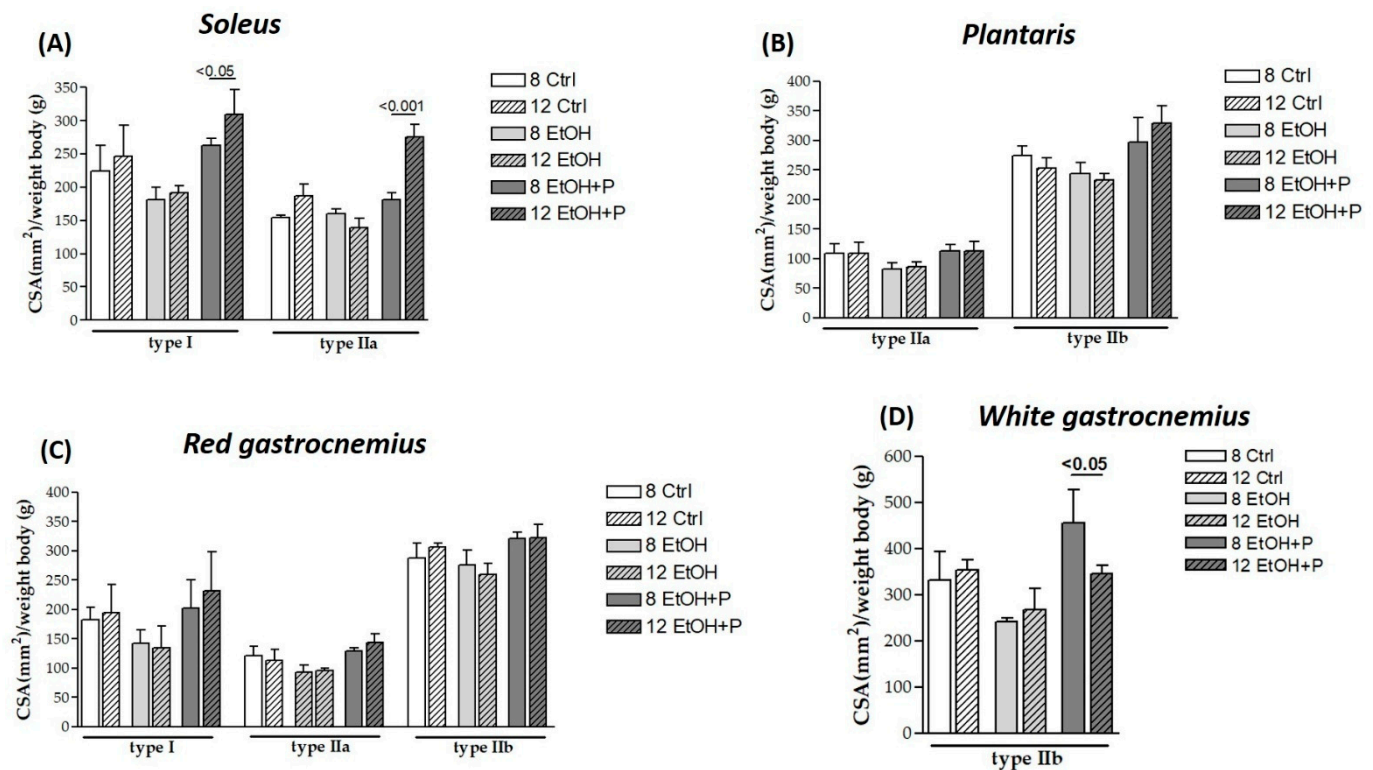 (A)
Soleus
CSA(mm²)/weight body (g)
350
300
250
200
150
100
50
0
<0.05
<0.001
type I
type IIa
8 Ctrl
12 Ctrl
8 EtOH
12 EtOH
8 EtOH+P
12 EtOH+P
(B)
Plantaris
CSA(mm²)/weight body (g)
400
350
300
250
200
150
100
50
0
type IIa
type IIb
8 Ctrl
12 Ctrl
8 EtOH
12 EtOH
8 EtOH+P
12 EtOH+P
(C)
Red gastrocnemius
CSA(mm²)/weight body (g)
400
350
300
250
200
150
100
50
0
type I
type IIa
type IIb
8 Ctrl
12 Ctrl
8 EtOH
12 EtOH
8 EtOH+P
12 EtOH+P
(D)
White gastrocnemius
CSA(mm²)/weight body (g)
600
500
400
300
200
100
0
<0.05
type IIb
8 Ctrl
12 Ctrl
8 EtOH
12 EtOH
8 EtOH+P
12 EtOH+P